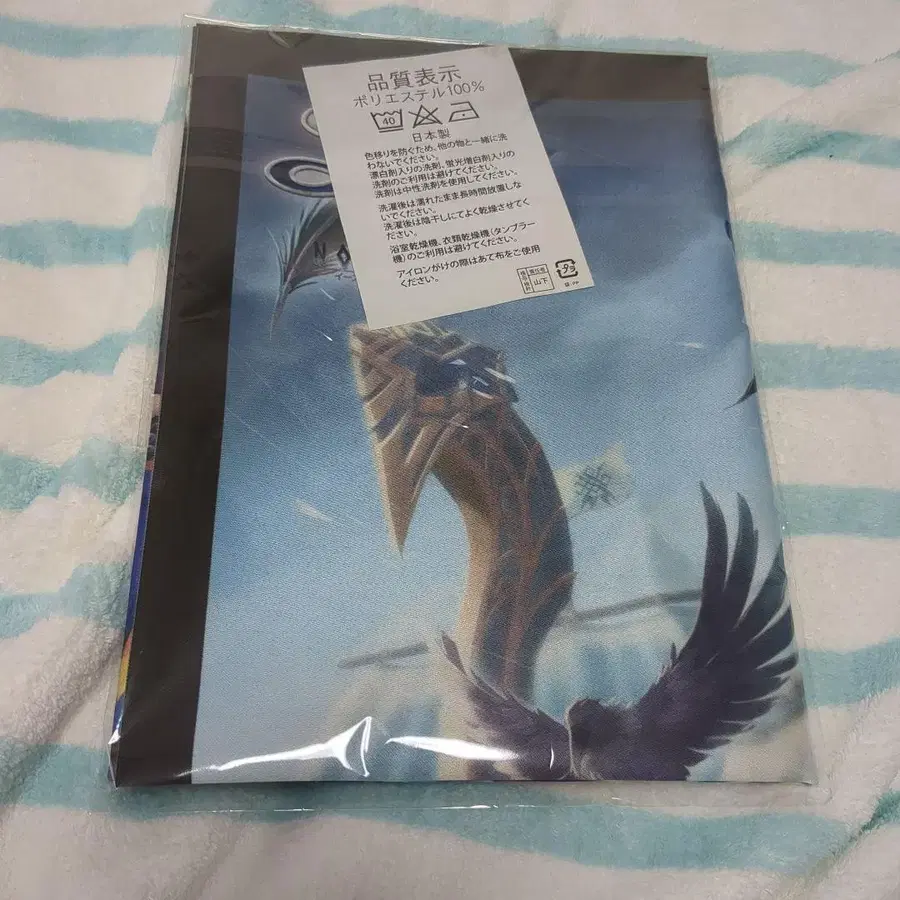 品質表示
ポリエステル100%
40
日本製
色移りを防ぐため、他の物と一緒に洗
わないでください。
漂白剤入りの洗剤、蛍光増白剤入りの
洗剤のご利用は避けてください。
洗剤は中性洗剤を使用してください。
洗濯後は濡れたまま長時間放置しな
いでください。
洗濯後は陰干しにてよく乾燥させてく
ださい。
浴室乾燥機、衣類乾燥機(タンブラー
機)のご利用は避けてください。
アイロンがけの際はあて布をご使用
ください。
責任者
山下
プラ